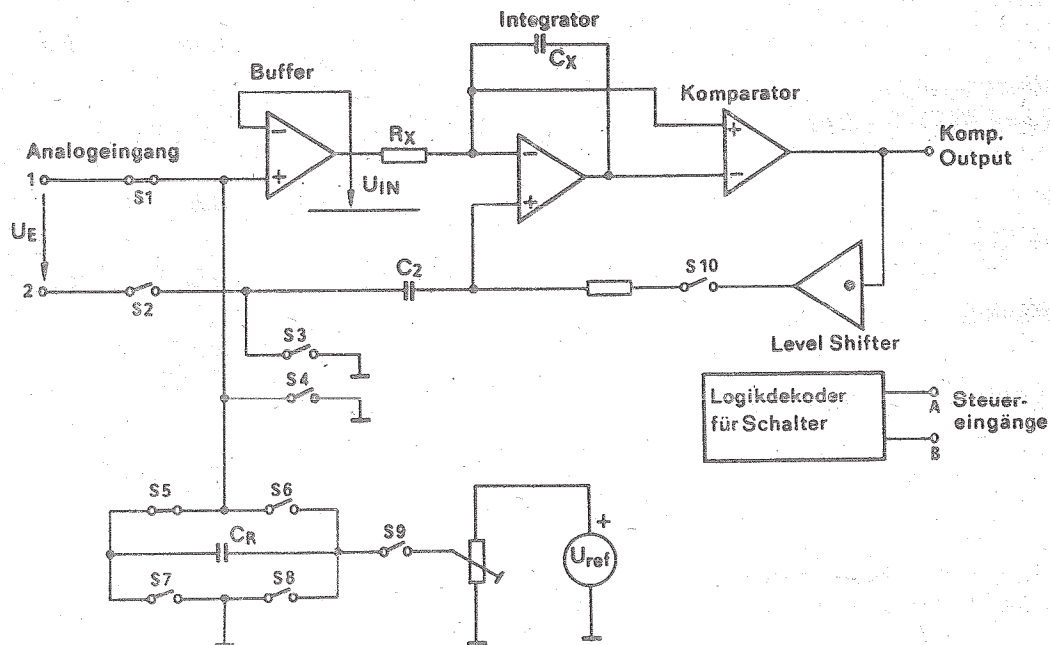 Integrator
CX
Buffer
Komparator
RX
Komp.
Output
Analogeingang
1
S1
UIN
UE
C2
S10
2
S2
S3
Level Shifter
S4
Logikdekoder
für Schalter
A
B
Steuer-
eingänge
S5
S6
S9
CR
Uref
S7
S8